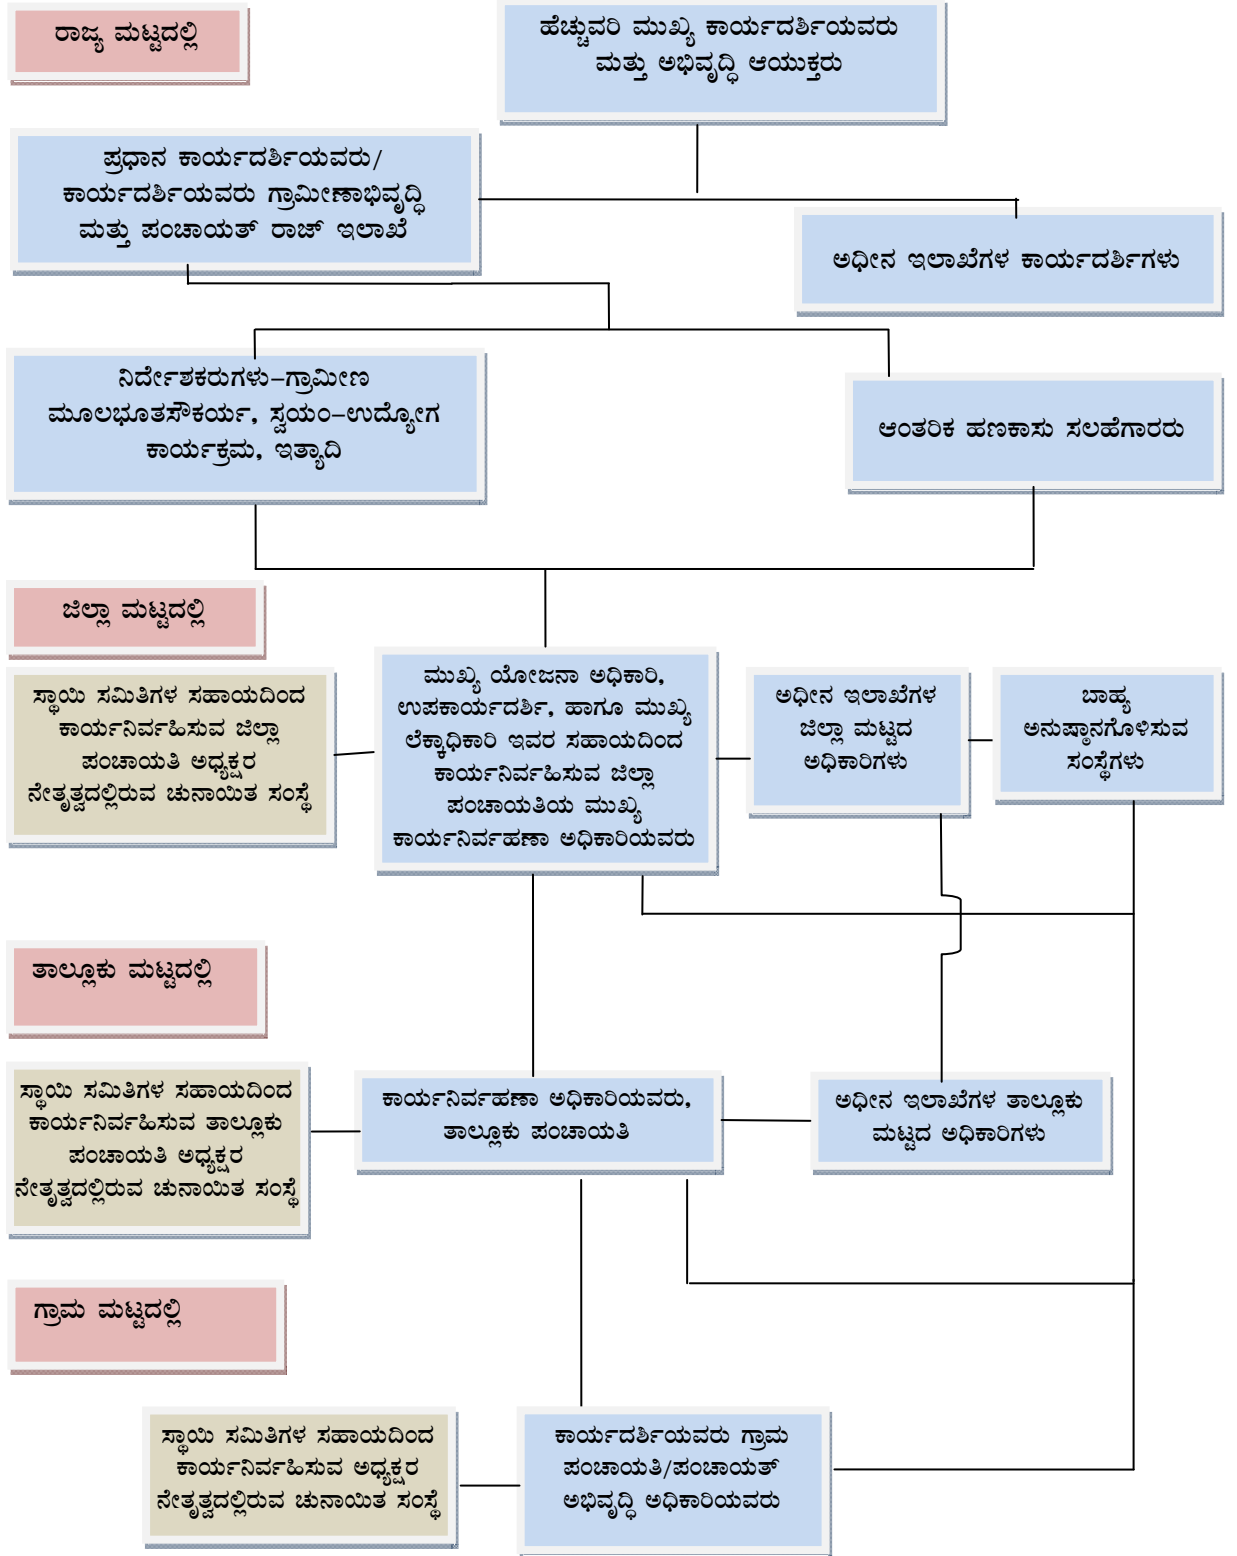 ರಾಜ್ಯ ಮಟ್ಟದಲ್ಲಿ
ಹೆಚ್ಚುವರಿ ಮುಖ್ಯ ಕಾರ್ಯದರ್ಶಿಯವರು
ಮತ್ತು ಅಭಿವೃದ್ಧಿ ಆಯುಕ್ತರು
ಪ್ರಧಾನ ಕಾರ್ಯದರ್ಶಿಯವರು/
ಕಾರ್ಯದರ್ಶಿಯವರು ಗ್ರಾಮೀಣಾಭಿವೃದ್ಧಿ
ಮತ್ತು ಪಂಚಾಯತ್ ರಾಜ್ ಇಲಾಖೆ
ಅಧೀನ ಇಲಾಖೆಗಳ ಕಾರ್ಯದರ್ಶಿಗಳು
ನಿರ್ದೇಶಕರುಗಳು–ಗ್ರಾಮೀಣ
ಮೂಲಭೂತಸೌಕರ್ಯ, ಸ್ವಯಂ–ಉದ್ಯೋಗ
ಕಾರ್ಯಕ್ರಮ, ಇತ್ಯಾದಿ
ಆಂತರಿಕ ಹಣಕಾಸು ಸಲಹೆಗಾರರು
ಜಿಲ್ಲಾ ಮಟ್ಟದಲ್ಲಿ
ಸ್ಥಾಯಿ ಸಮಿತಿಗಳ ಸಹಾಯದಿಂದ
ಕಾರ್ಯನಿರ್ವಹಿಸುವ ಜಿಲ್ಲಾ
ಪಂಚಾಯತಿ ಅಧ್ಯಕ್ಷರ
ನೇತೃತ್ವದಲ್ಲಿರುವ ಚುನಾಯಿತ ಸಂಸ್ಥೆ
ಮುಖ್ಯ ಯೋಜನಾ ಅಧಿಕಾರಿ,
ಉಪಕಾರ್ಯದರ್ಶಿ, ಹಾಗೂ ಮುಖ್ಯ
ಲೆಕ್ಕಾಧಿಕಾರಿ ಇವರ ಸಹಾಯದಿಂದ
ಕಾರ್ಯನಿರ್ವಹಿಸುವ ಜಿಲ್ಲಾ
ಪಂಚಾಯತಿಯ ಮುಖ್ಯ
ಕಾರ್ಯನಿರ್ವಹಣಾ ಅಧಿಕಾರಿಯವರು
ಅಧೀನ ಇಲಾಖೆಗಳ
ಜಿಲ್ಲಾ ಮಟ್ಟದ
ಅಧಿಕಾರಿಗಳು
ಬಾಹ್ಯ
ಅನುಷ್ಠಾನಗೊಳಿಸುವ
ಸಂಸ್ಥೆಗಳು
ತಾಲ್ಲೂಕು ಮಟ್ಟದಲ್ಲಿ
ಸ್ಥಾಯಿ ಸಮಿತಿಗಳ ಸಹಾಯದಿಂದ
ಕಾರ್ಯನಿರ್ವಹಿಸುವ ತಾಲ್ಲೂಕು
ಪಂಚಾಯತಿ ಅಧ್ಯಕ್ಷರ
ನೇತೃತ್ವದಲ್ಲಿರುವ ಚುನಾಯಿತ ಸಂಸ್ಥೆ
ಕಾರ್ಯನಿರ್ವಹಣಾ ಅಧಿಕಾರಿಯವರು,
ತಾಲ್ಲೂಕು ಪಂಚಾಯತಿ
ಅಧೀನ ಇಲಾಖೆಗಳ ತಾಲ್ಲೂಕು
ಮಟ್ಟದ ಅಧಿಕಾರಿಗಳು
ಗ್ರಾಮ ಮಟ್ಟದಲ್ಲಿ
ಸ್ಥಾಯಿ ಸಮಿತಿಗಳ ಸಹಾಯದಿಂದ
ಕಾರ್ಯನಿರ್ವಹಿಸುವ ಅಧ್ಯಕ್ಷರ
ನೇತೃತ್ವದಲ್ಲಿರುವ ಚುನಾಯಿತ ಸಂಸ್ಥೆ
ಕಾರ್ಯದರ್ಶಿಯವರು ಗ್ರಾಮ
ಪಂಚಾಯತಿ/ಪಂಚಾಯತ್
ಅಭಿವೃದ್ಧಿ ಅಧಿಕಾರಿಯವರು